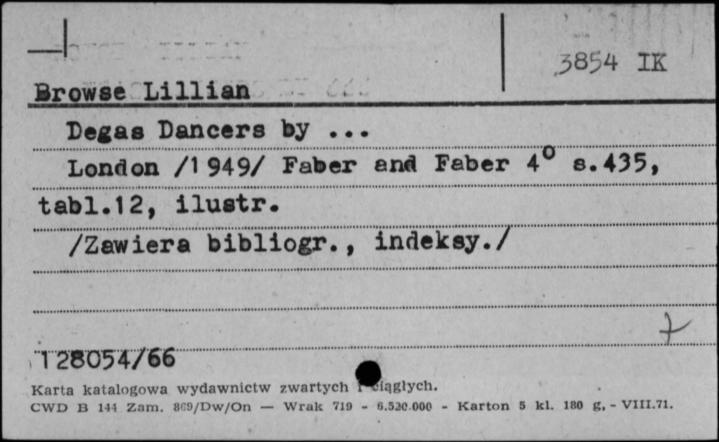 3854 IK
Browse Lillian
Degas Dancers by ...
London /1949/ Faber and Faber 4° s.435,
tabl.12, ilustr.
/Zawiera bibliogr., indeksy./
128054/66
Karta katalogowa wydawnictw zwartych i ciągłych.
CWD B 144 Zam. 869/Dw/On — Wrak 719 - 6.520.000 - Karton 5 kl. 180 g, - VIII.71.